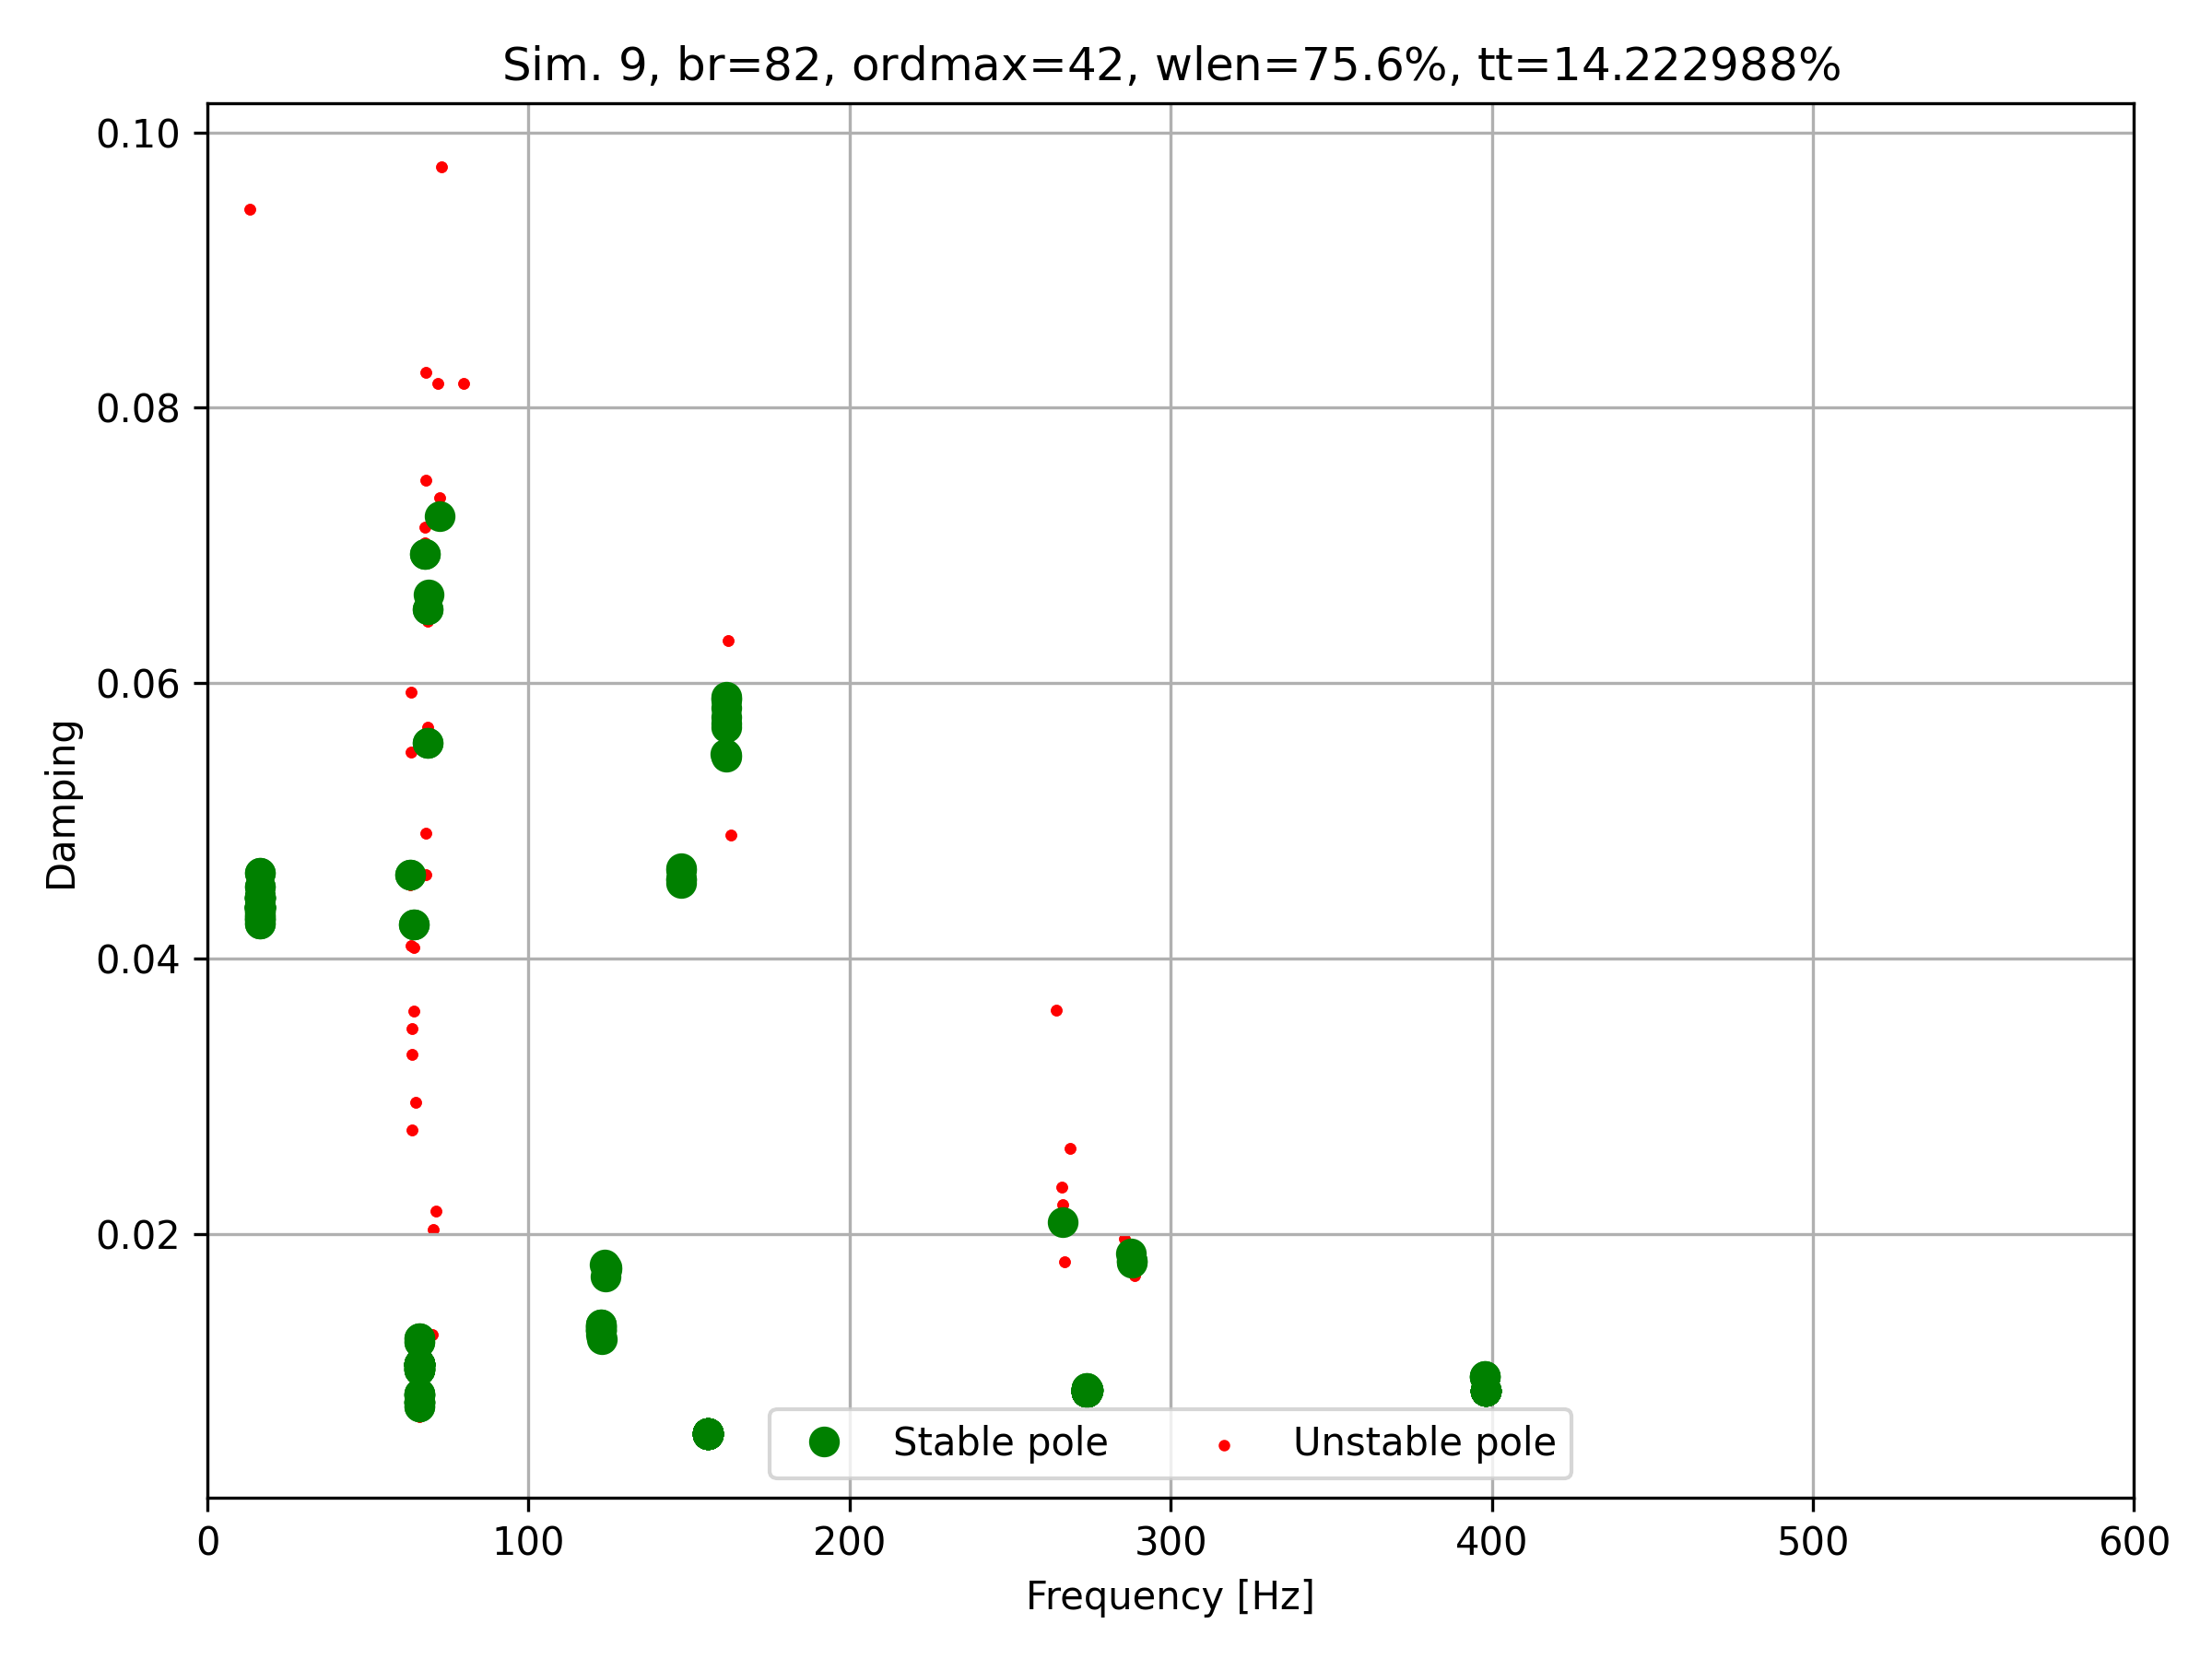 Sim. 9, br=82, ordmax=42, wlen=75.6%, tt=14.222988%
0.10
0.08
0.06
0.04
0.02
Damping
0 100 200 300 400 500 600
Frequency [Hz]
Stable pole Unstable pole